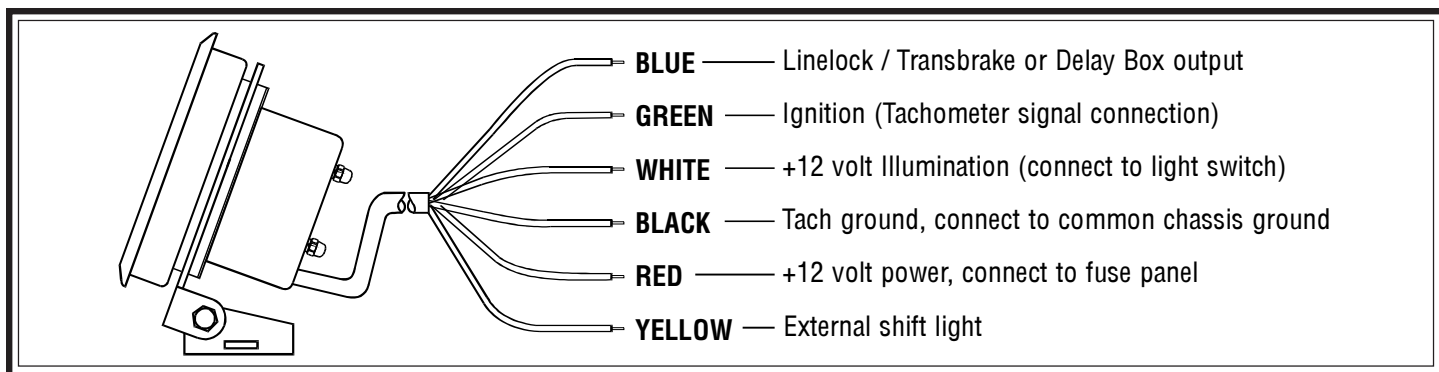 BLUE Linelock / Transbrake or Delay Box output
GREEN Ignition (Tachometer signal connection)
WHITE +12 volt Illumination (connect to light switch)
BLACK Tach ground, connect to common chassis ground
RED +12 volt power, connect to fuse panel
YELLOW External shift light